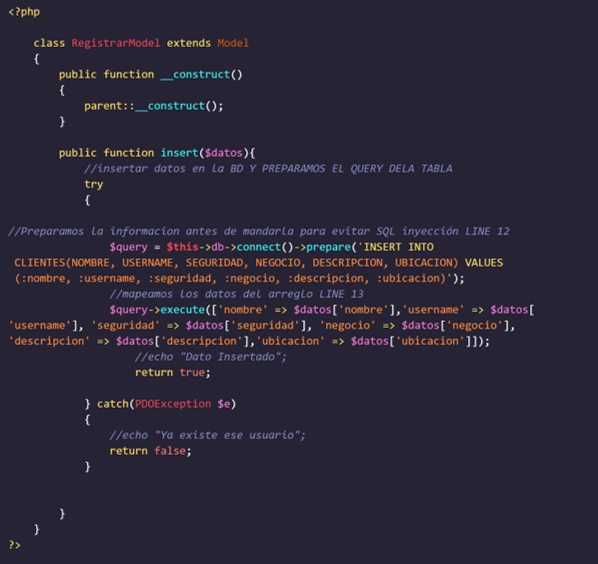 <?php
class RegistrarModel extends Model
{
public function __construct()
{
parent::__construct();
}
public function insert($datos){
//insertar datos en la BD Y PREPARAMOS EL QUERY DELA TABLA
try
{
//Preparamos la informacion antes de mandarla para evitar SQL inyección LINE 12
$query = $this->db->connect()->prepare('INSERT INTO
CLIENTES(NOMBRE, USERNAME, SEGURIDAD, NEGOCIO, DESCRIPCION, UBICACION) VALUES
(:nombre, :username, :seguridad, :negocio, :descripcion, :ubicacion)');
//mapeamos los datos del arreglo LINE 13
$query->execute(['nombre' => $datos['nombre'],'username' => $datos[
'username'], 'seguridad' => $datos['seguridad'], 'negocio' => $datos['negocio'],
'descripcion' => $datos['descripcion'],'ubicacion' => $datos['ubicacion']]);
//echo "Dato Insertado";
return true;
} catch(PDOException $e)
{
//echo "Ya existe ese usuario";
return false;
}
}
}
?>